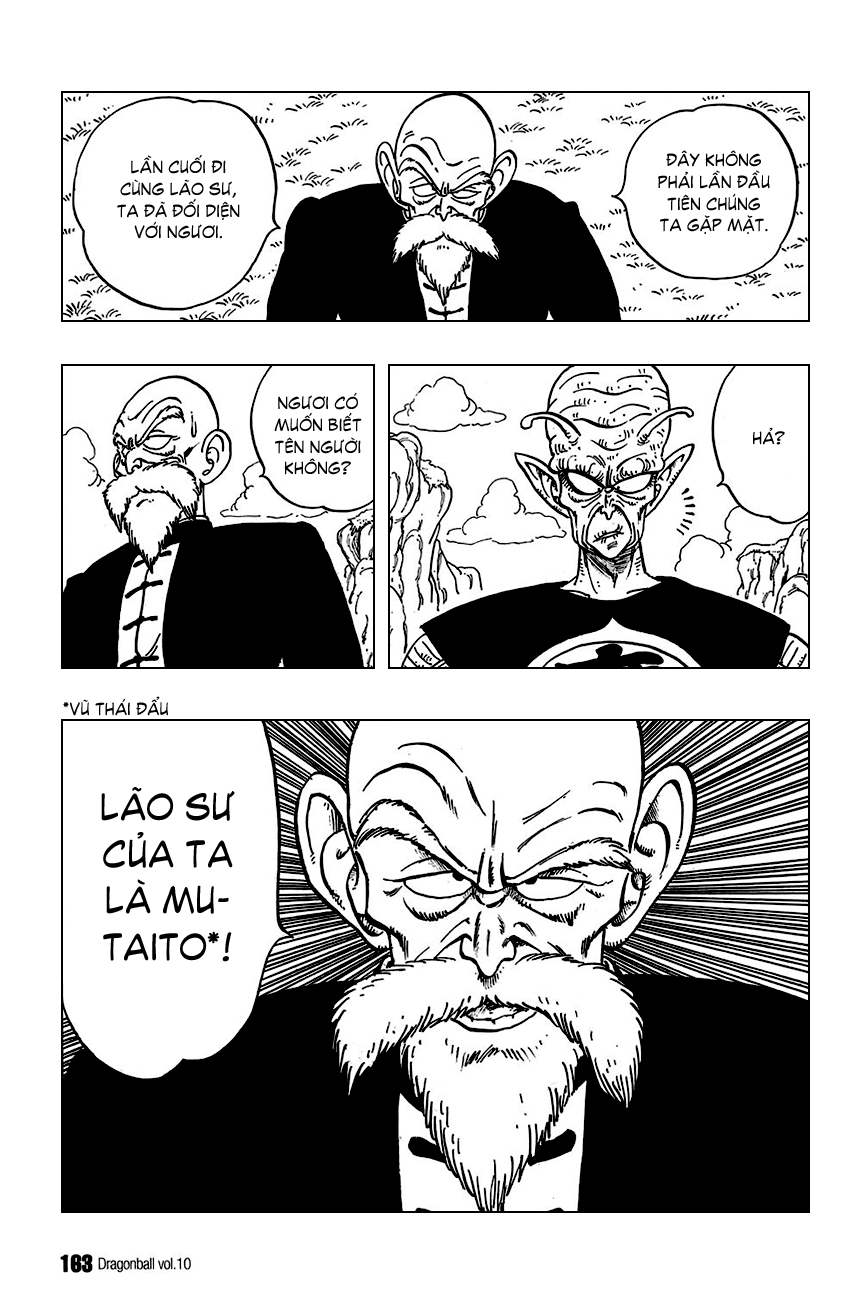 ĐÂY KHÔNG
PHẢI LẦN ĐẦU
TIÊN CHÚNG
TA GẶP MẶT.
LẦN CUỐI ĐI
CÙNG LÃO SƯ,
TA ĐÃ ĐỐI DIỆN
VỚI NGƯƠI.
HẢ?
NGƯƠI CÓ
MUỐN BIẾT
TÊN NGƯỜI
KHÔNG?
*VŨ THÁI ĐẨU
LÃO SƯ
CỦA TA
LÀ MU-
TAITO*!
163 Dragonball vol.10